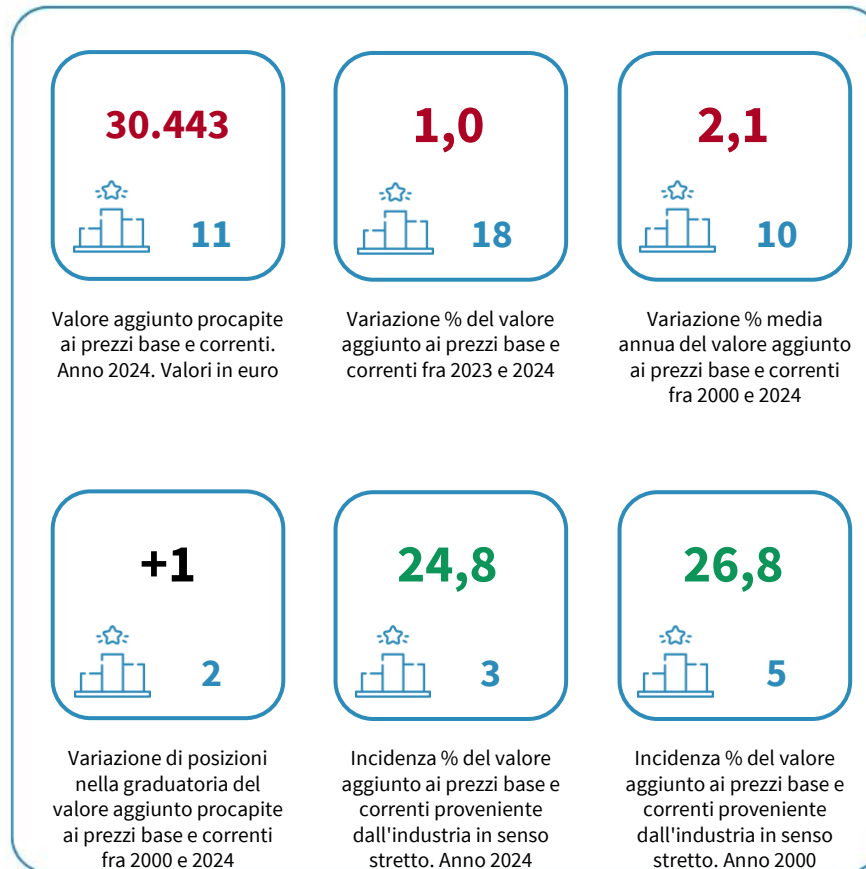 30.443
11
Valore aggiunto procapite
ai prezzi base e correnti.
Anno 2024. Valori in euro
1,0
18
Variazione % del valore
aggiunto ai prezzi base e
correnti fra 2023 e 2024
2,1
10
Variazione % media
annua del valore aggiunto
ai prezzi base e correnti
fra 2000 e 2024
+1
2
Variazione di posizioni
nella graduatoria del
valore aggiunto procapite
ai prezzi base e correnti
fra 2000 e 2024
24,8
3
Incidenza % del valore
aggiunto ai prezzi base e
correnti proveniente
dall'industria in senso
stretto. Anno 2024
26,8
5
Incidenza % del valore
aggiunto ai prezzi base e
correnti proveniente
dall'industria in senso
stretto. Anno 2000